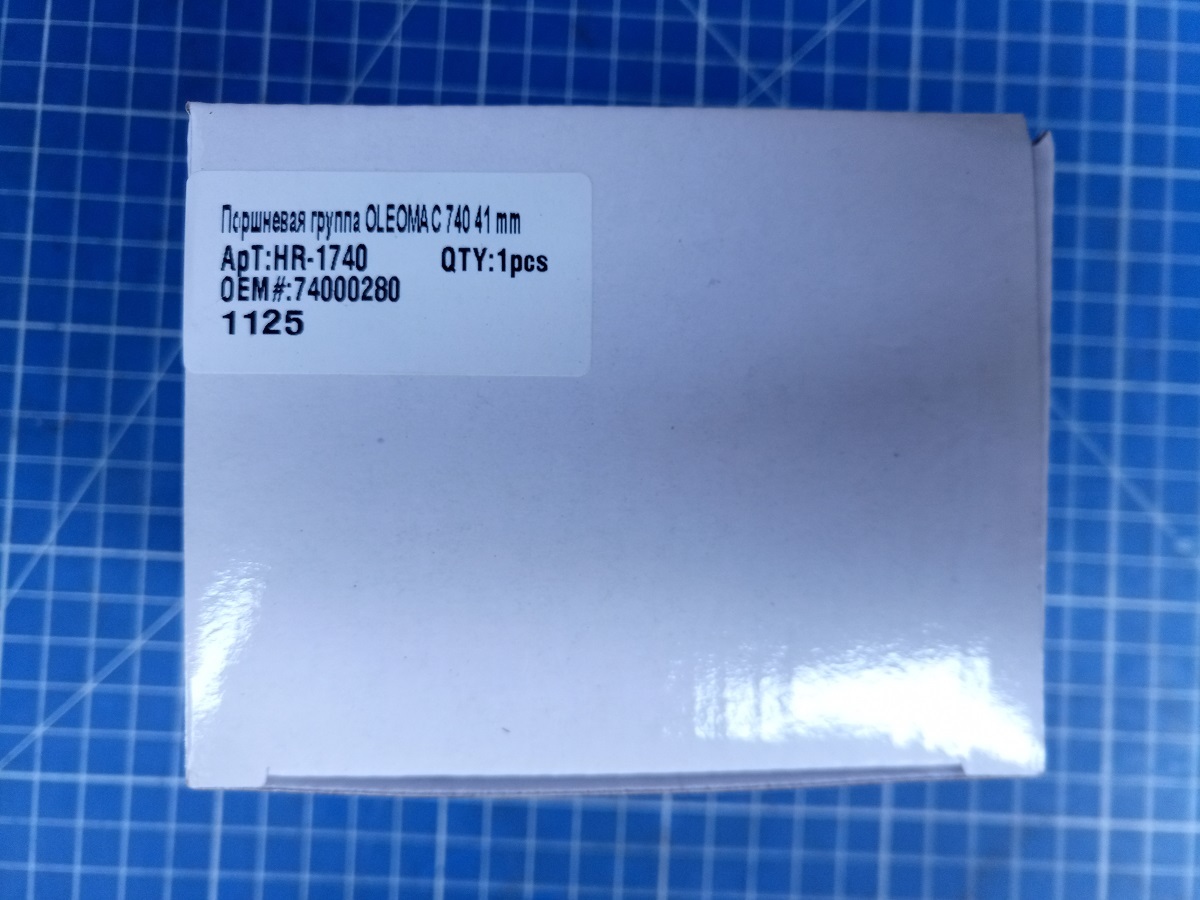 Поршневая группа OLEOMAC 740 41 mm
АрТ:HR-1740 QTY:1pcs
OEM#:74000280
1125